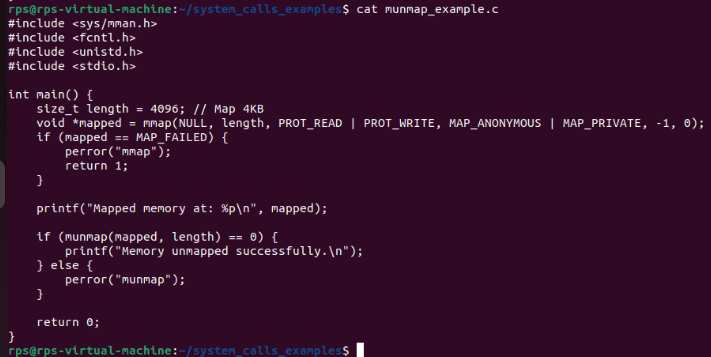 rps@rps-virtual-machine:~/system_calls_examples$ cat munmap_example.c
#include <sys/mman.h>
#include <fcntl.h>
#include <unistd.h>
#include <stdio.h>

int main() {
    size_t length = 4096; // Map 4KB
    void *mapped = mmap(NULL, length, PROT_READ | PROT_WRITE, MAP_ANONYMOUS | MAP_PRIVATE, -1, 0);
    if (mapped == MAP_FAILED) {
        perror("mmap");
        return 1;
    }

    printf("Mapped memory at: %p\n", mapped);

    if (munmap(mapped, length) == 0) {
        printf("Memory unmapped successfully.\n");
    } else {
        perror("munmap");
    }

    return 0;
}
rps@rps-virtual-machine:~/system_calls_examples$